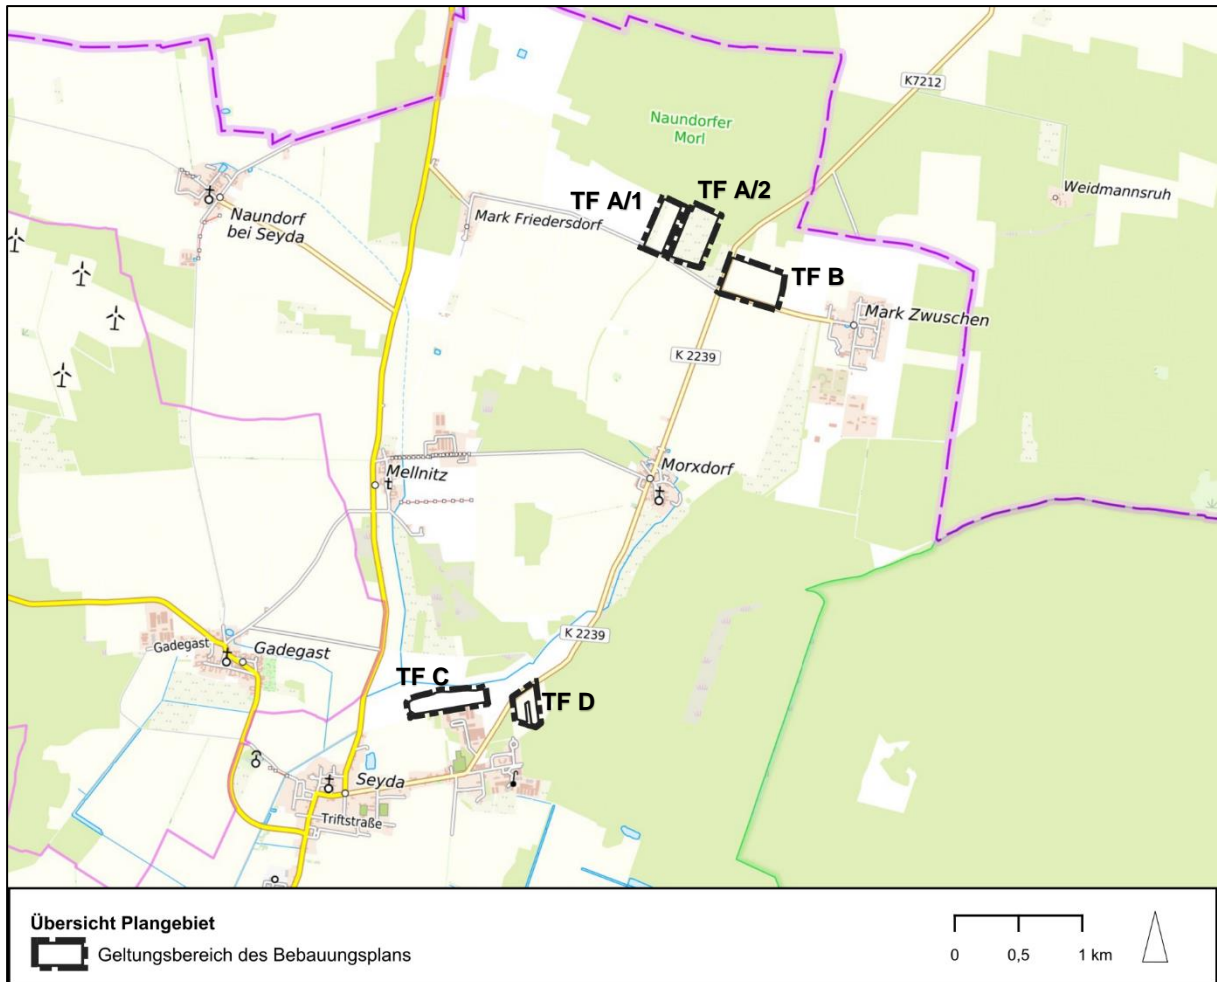 K7212
Naundorfer
Morl
TF A/2
TF A/1
Weidmannsruh
Mark Friedersdorf
Naundorf
bei Seyda
TF B
Mark Zwuschen
K 2239
Morxdorf
Mellnitz
K 2239
Gadegast
Gadegast
TF C
TF D
Seyda
Triftstraße
Übersicht Plangebiet
Geltungsbereich des Bebauungsplans
0 0,5 1 km